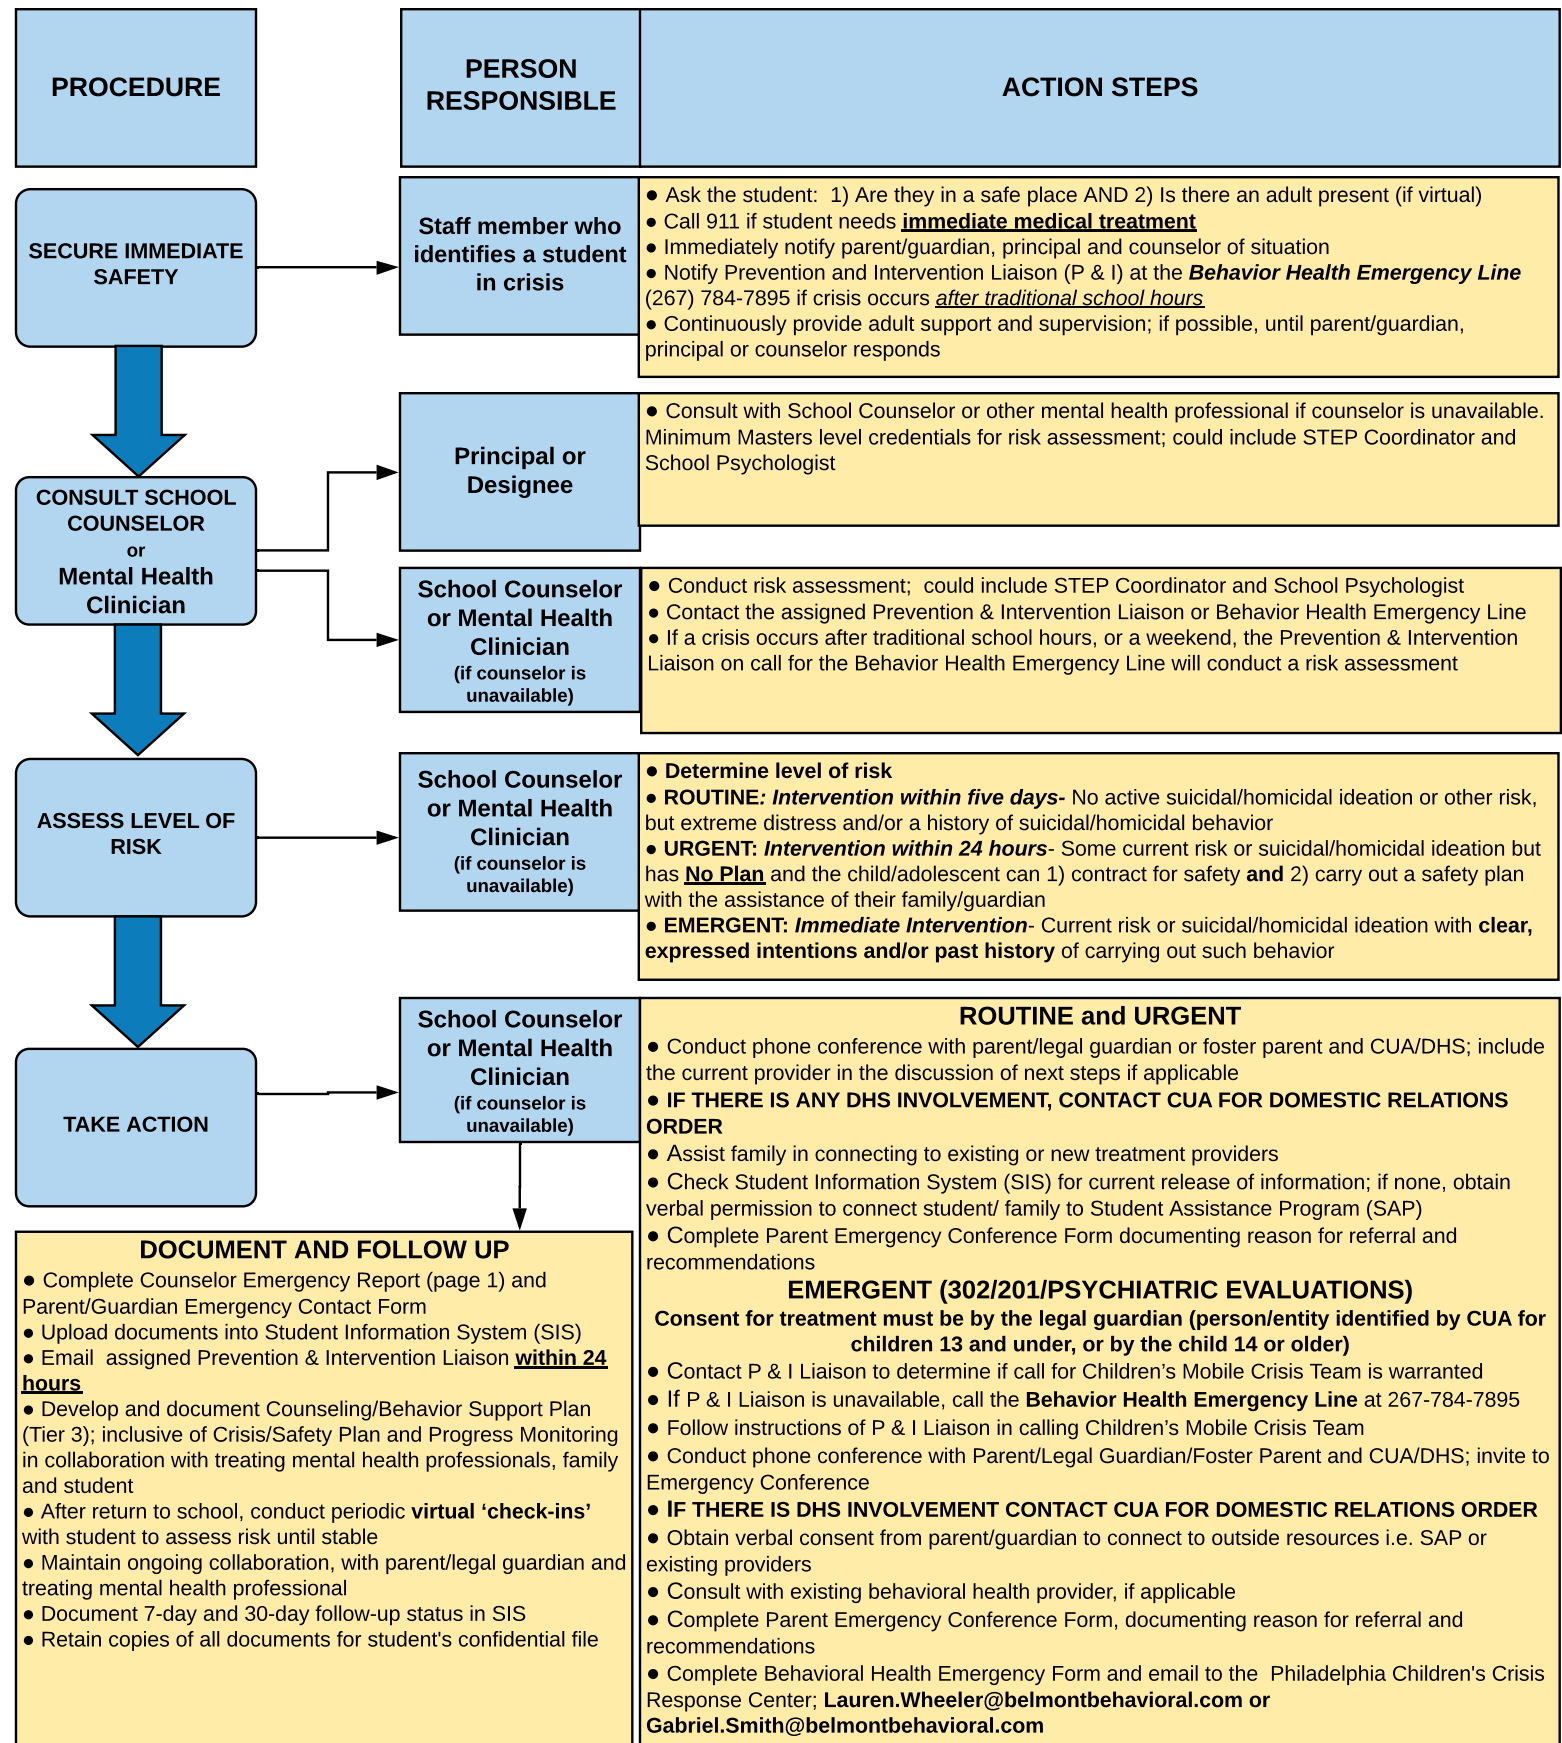 PROCEDURE
PERSON
RESPONSIBLE
ACTION STEPS
SECURE IMMEDIATE
SAFETY
Staff member who
identifies a student
in crisis
● Ask the student:  1) Are they in a safe place AND 2) Is there an adult present (if virtual)
● Call 911 if student needs immediate medical treatment
● Immediately notify parent/guardian, principal and counselor of situation
● Notify Prevention and Intervention Liaison (P & I) at the Behavior Health Emergency Line
(267) 784-7895 if crisis occurs after traditional school hours
● Continuously provide adult support and supervision; if possible, until parent/guardian,
principal or counselor responds
CONSULT SCHOOL
COUNSELOR
or
Mental Health
Clinician
Principal or
Designee
● Consult with School Counselor or other mental health professional if counselor is unavailable.
Minimum Masters level credentials for risk assessment; could include STEP Coordinator and
School Psychologist
School Counselor
or Mental Health
Clinician
(if counselor is
unavailable)
● Conduct risk assessment;  could include STEP Coordinator and School Psychologist
● Contact the assigned Prevention & Intervention Liaison or Behavior Health Emergency Line
● If a crisis occurs after traditional school hours, or a weekend, the Prevention & Intervention
Liaison on call for the Behavior Health Emergency Line will conduct a risk assessment
ASSESS LEVEL OF
RISK
School Counselor
or Mental Health
Clinician
(if counselor is
unavailable)
● Determine level of risk
● ROUTINE: Intervention within five days- No active suicidal/homicidal ideation or other risk,
but extreme distress and/or a history of suicidal/homicidal behavior
● URGENT: Intervention within 24 hours- Some current risk or suicidal/homicidal ideation but
has No Plan and the child/adolescent can 1) contract for safety and 2) carry out a safety plan
with the assistance of their family/guardian
● EMERGENT: Immediate Intervention- Current risk or suicidal/homicidal ideation with clear,
expressed intentions and/or past history of carrying out such behavior
TAKE ACTION
School Counselor
or Mental Health
Clinician
(if counselor is
unavailable)
ROUTINE and URGENT
● Conduct phone conference with parent/legal guardian or foster parent and CUA/DHS; include
the current provider in the discussion of next steps if applicable
● IF THERE IS ANY DHS INVOLVEMENT, CONTACT CUA FOR DOMESTIC RELATIONS
ORDER
● Assist family in connecting to existing or new treatment providers
● Check Student Information System (SIS) for current release of information; if none, obtain
verbal permission to connect student/ family to Student Assistance Program (SAP)
● Complete Parent Emergency Conference Form documenting reason for referral and
recommendations
EMERGENT (302/201/PSYCHIATRIC EVALUATIONS)
Consent for treatment must be by the legal guardian (person/entity identified by CUA for
children 13 and under, or by the child 14 or older)
● Contact P & I Liaison to determine if call for Children’s Mobile Crisis Team is warranted
● If P & I Liaison is unavailable, call the Behavior Health Emergency Line at 267-784-7895
● Follow instructions of P & I Liaison in calling Children’s Mobile Crisis Team
● Conduct phone conference with Parent/Legal Guardian/Foster Parent and CUA/DHS; invite to
Emergency Conference
● IF THERE IS DHS INVOLVEMENT CONTACT CUA FOR DOMESTIC RELATIONS ORDER
● Obtain verbal consent from parent/guardian to connect to outside resources i.e. SAP or
existing providers
● Consult with existing behavioral health provider, if applicable
● Complete Parent Emergency Conference Form, documenting reason for referral and
recommendations
● Complete Behavioral Health Emergency Form and email to the  Philadelphia Children's Crisis
Response Center; Lauren.Wheeler@belmontbehavioral.com or
Gabriel.Smith@belmontbehavioral.com
DOCUMENT AND FOLLOW UP
● Complete Counselor Emergency Report (page 1) and
Parent/Guardian Emergency Contact Form
● Upload documents into Student Information System (SIS)
● Email  assigned Prevention & Intervention Liaison within 24
hours
● Develop and document Counseling/Behavior Support Plan
(Tier 3); inclusive of Crisis/Safety Plan and Progress Monitoring
in collaboration with treating mental health professionals, family
and student
● After return to school, conduct periodic virtual ‘check-ins’
with student to assess risk until stable
● Maintain ongoing collaboration, with parent/legal guardian and
treating mental health professional
● Document 7-day and 30-day follow-up status in SIS
● Retain copies of all documents for student's confidential file